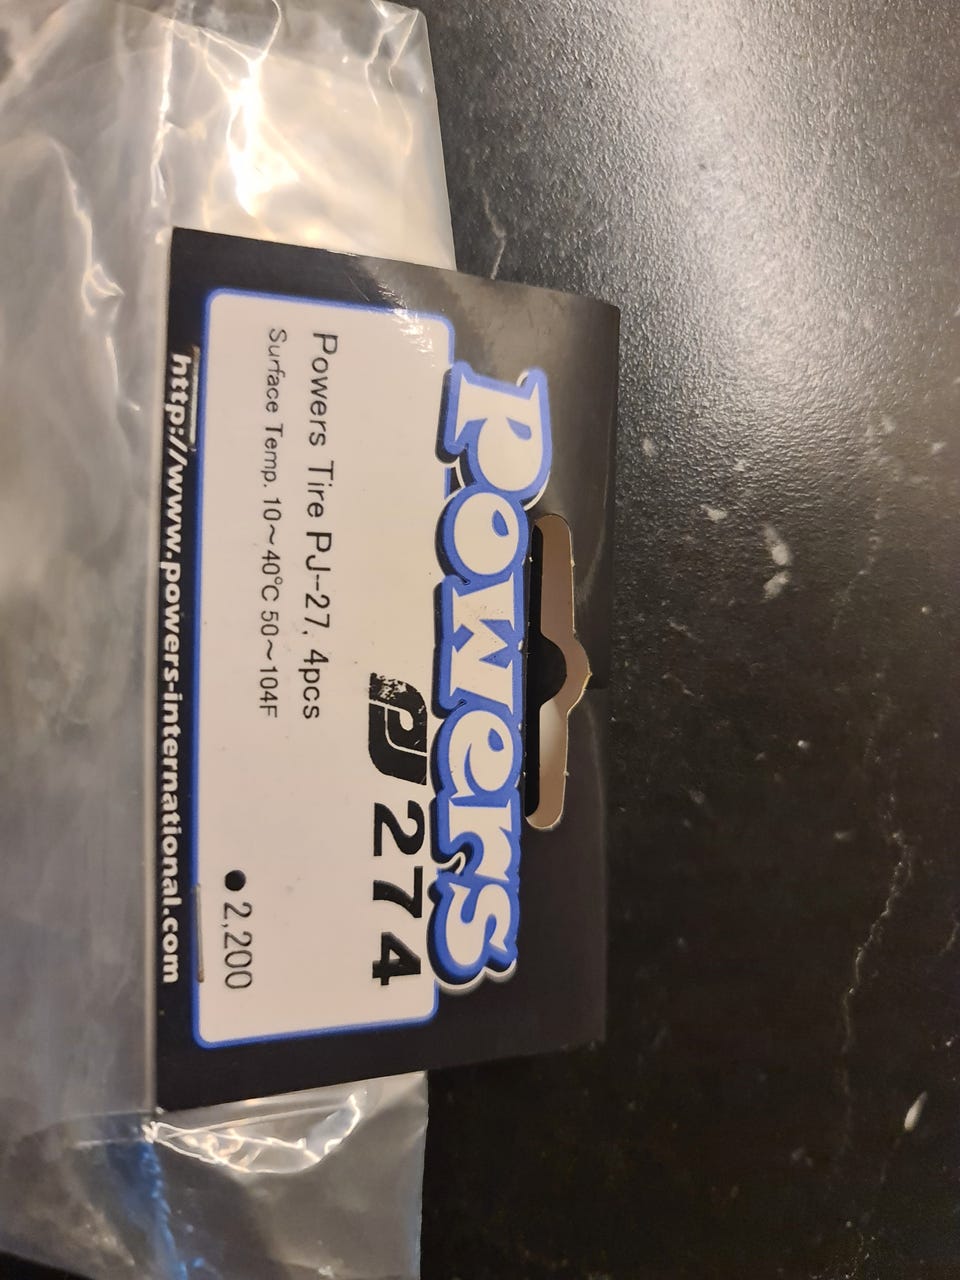 Powers
PJ 274
Powers Tire PJ-27, 4pcs
Surface Temp. 10~40℃ 50~104F
●2,200
http://www.powers-international.com